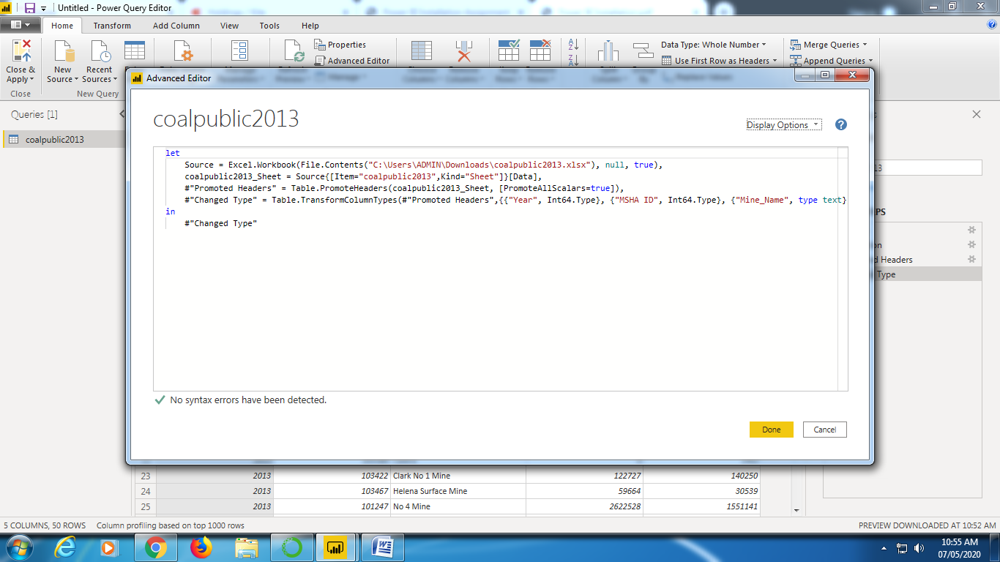 Untitled - Power Query Editor
Home Transform Add Column View Tools Help
Close & Apply
New Source
Recent Sources
Properties
Advanced Editor
Data Type: Whole Number
Use First Row as Headers
Merge Queries
Append Queries
Close
New Query
Advanced Editor
Queries [1]
coalpublic2013
coalpublic2013
Display Options
let
Source = Excel.Workbook(File.Contents("C:\Users\ADMIN\Downloads\coalpublic2013.xlsx"), null, true),
coalpublic2013_Sheet = Source{[Item="coalpublic2013",Kind="Sheet"]}[Data],
#"Promoted Headers" = Table.PromoteHeaders(coalpublic2013_Sheet, [PromoteAllScalars=true]),
#"Changed Type" = Table.TransformColumnTypes(#"Promoted Headers",{{"Year", Int64.Type}, {"MSHA ID", Int64.Type}, {"Mine_Name", type text}
in
#"Changed Type"
13
PS
on
d Headers
Type
No syntax errors have been detected.
Done Cancel
23 2013 103422 Clark No 1 Mine 122727 140250
24 2013 103467 Helena Surface Mine 59664 30539
25 2013 101247 No 4 Mine 2622528 1551141
5 COLUMNS, 50 ROWS Column profiling based on top 1000 rows PREVIEW DOWNLOADED AT 10:52 AM
10:55 AM
07/05/2020